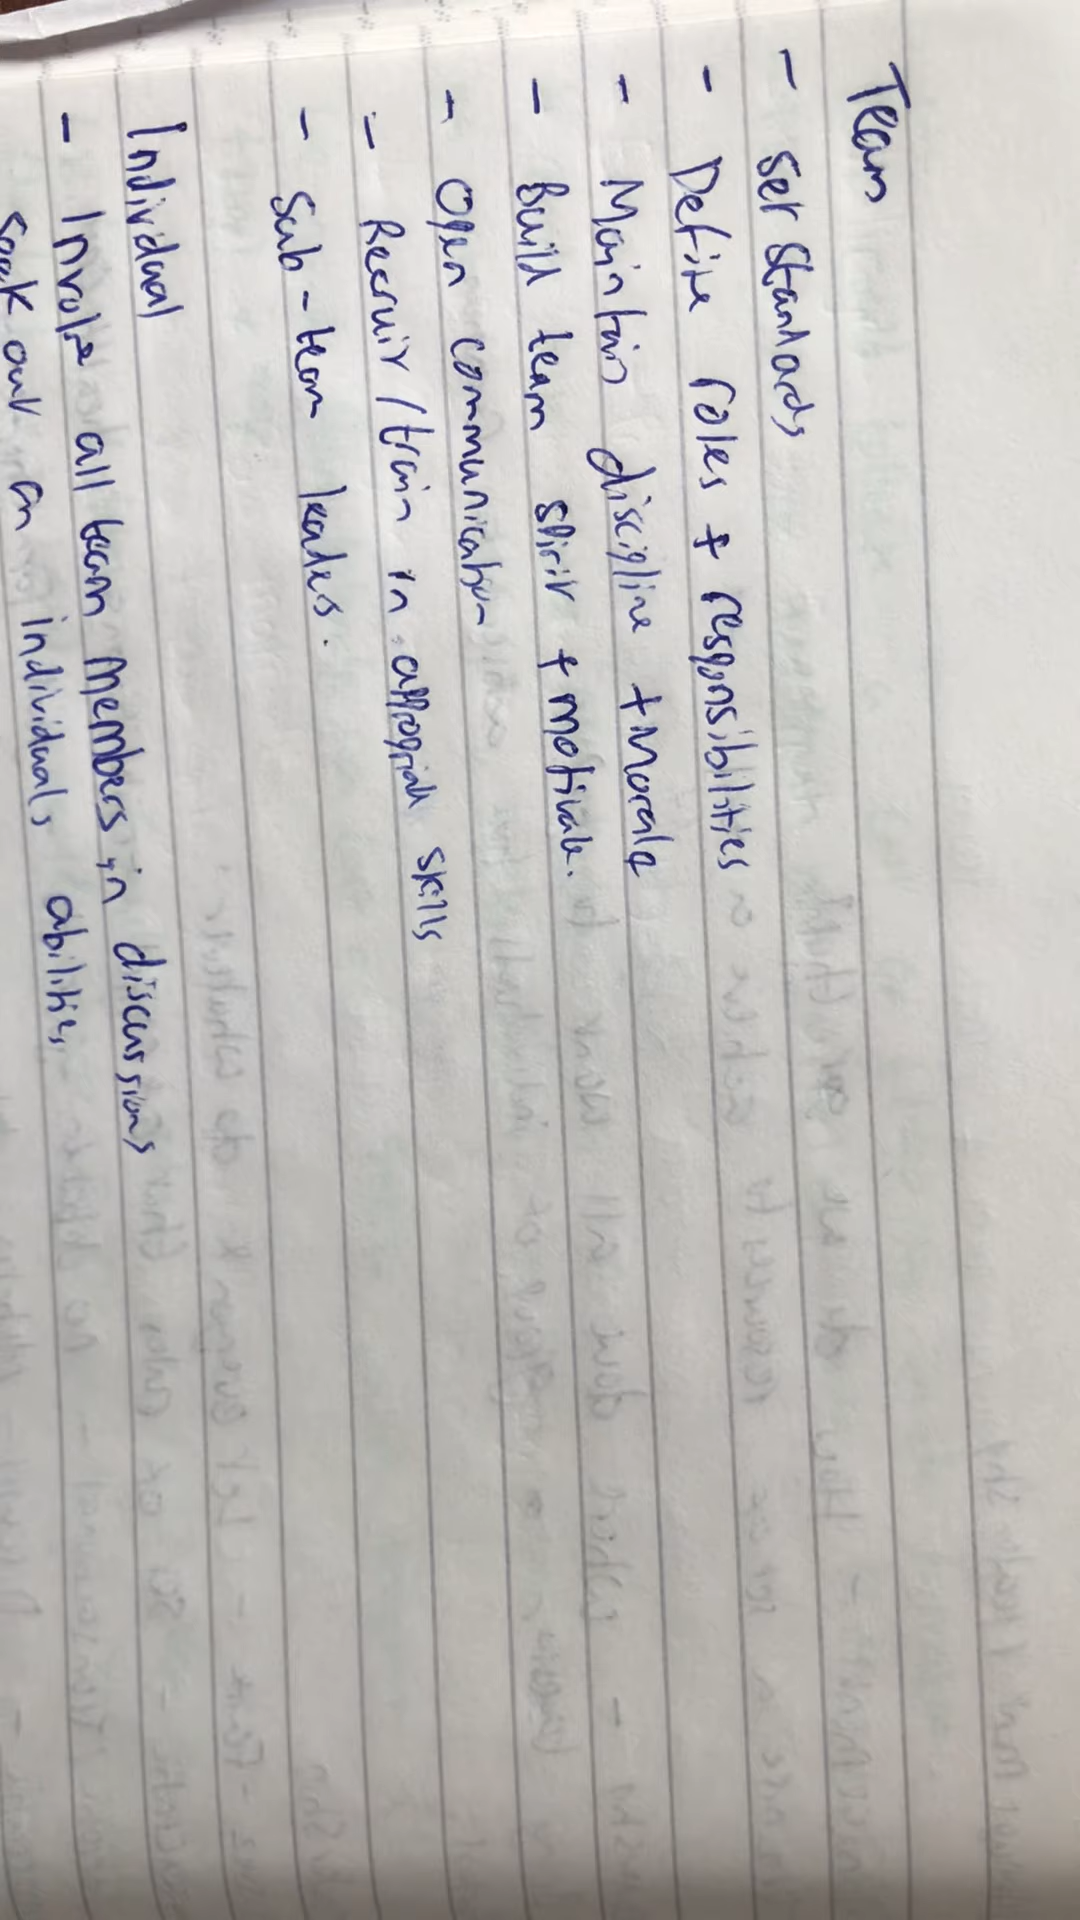 Team
- Set Standards
- Define roles + responsibilities
- Maintain discipline + Morale
- Build team spirit + motivate.
- Open communication
- Recruit / train in appropriate skills
- Sub-team leaders.
Individual
- Involve all team members in discussions
Seek out an individuals abilities